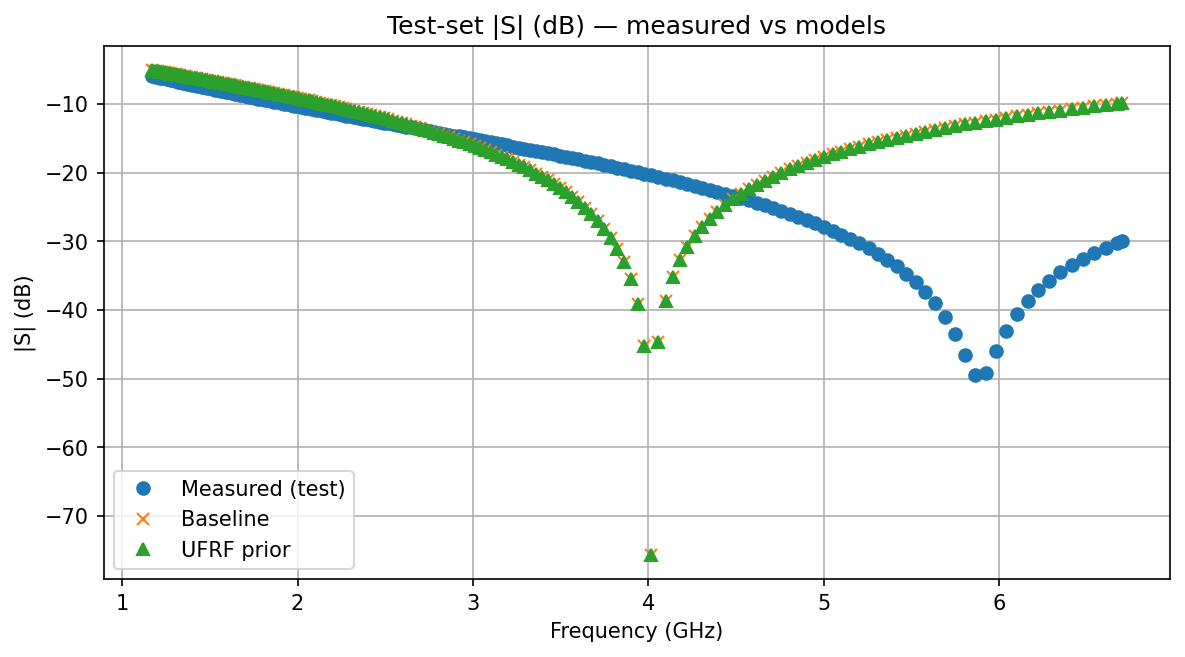 Test-set |S| (dB) — measured vs models
−10
−20
−30
−40
−50
−60
−70
|S| (dB)
Measured (test)
Baseline
UFRF prior
1 2 3 4 5 6
Frequency (GHz)